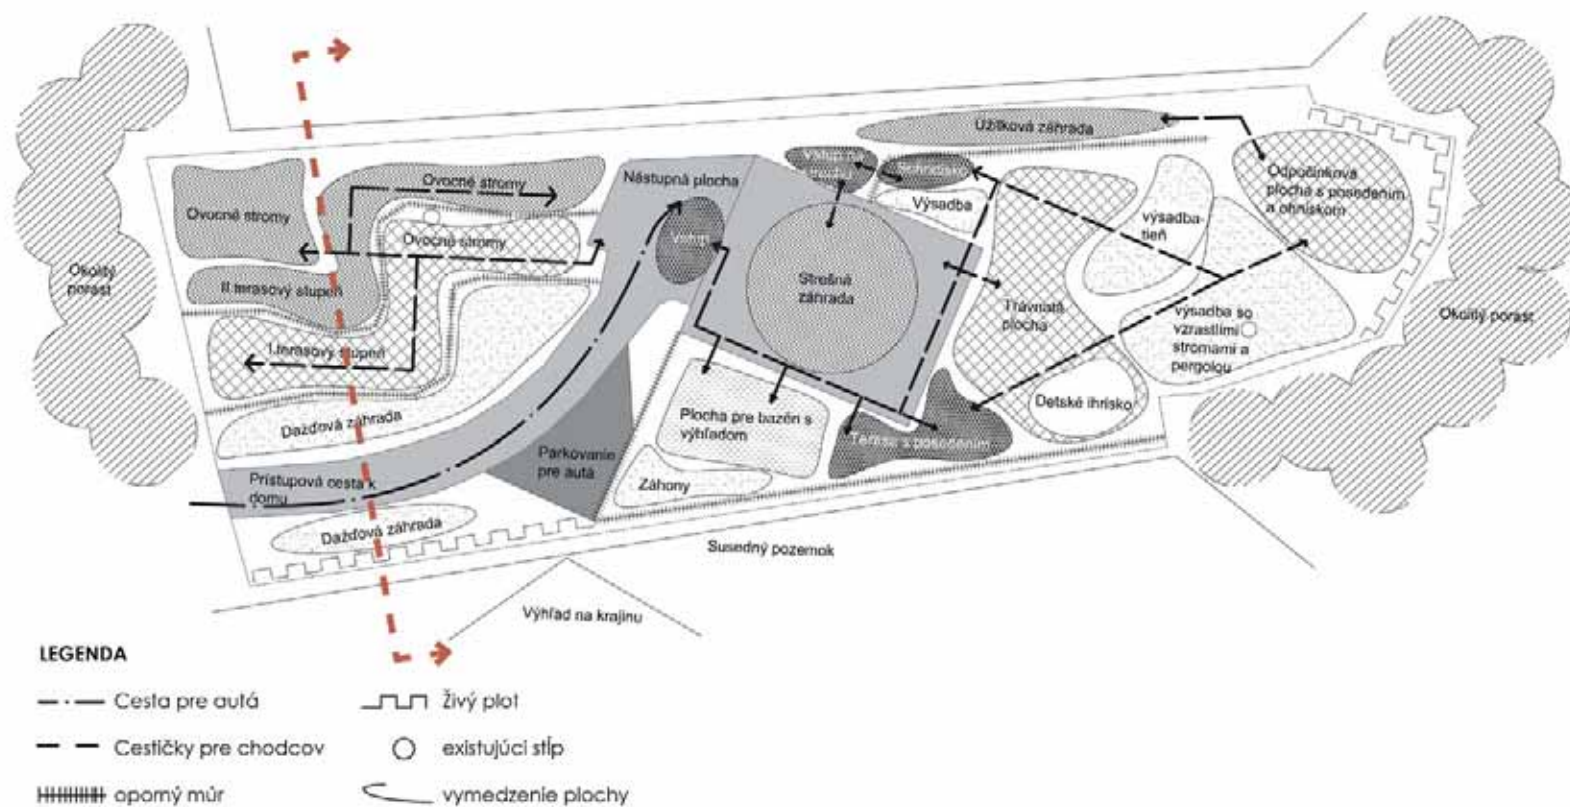 Užitková záhrada
Ovocné stromy
Nástupná plocha
Odpočinková
plocha s posedením
a ohniskom
Ovocné stromy
Výsadba
výsadba-
tieň
Ovocné stromy
Vstup
Okolitý
porast
II.terasový stupeň
Strešná
záhrada
Trávnatá
plocha
výsadba so
vzrastlími
stromami a
pergolou
Okolitý porast
I.terasový stupeň
Detské ihrisko
Dažďová záhrada
Plocha pre bazén s
výhľadom
Terasa s posedením
Parkovanie
pre autá
Prístupová cesta k
domu
Záhony
Dažďová záhrada
Susedný pozemok
Výhľad na krajinu
LEGENDA
Cesta pre autá
Živý plot
Cestičky pre chodcov
existujúci stĺp
oporný múr
vymedzenie plochy